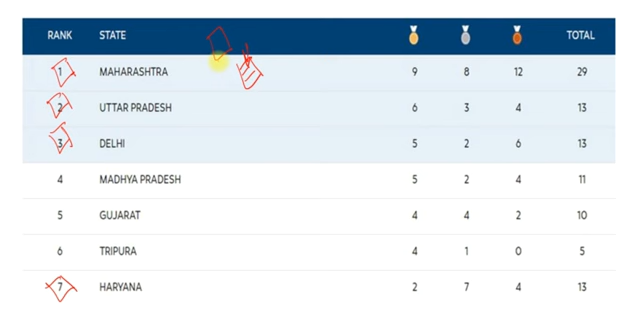 RANK STATE TOTAL
1 MAHARASHTRA 9 8 12 29
2 UTTAR PRADESH 6 3 4 13
3 DELHI 5 2 6 13
4 MADHYA PRADESH 5 2 4 11
5 GUJARAT 4 4 2 10
6 TRIPURA 4 1 0 5
7 HARYANA 2 7 4 13